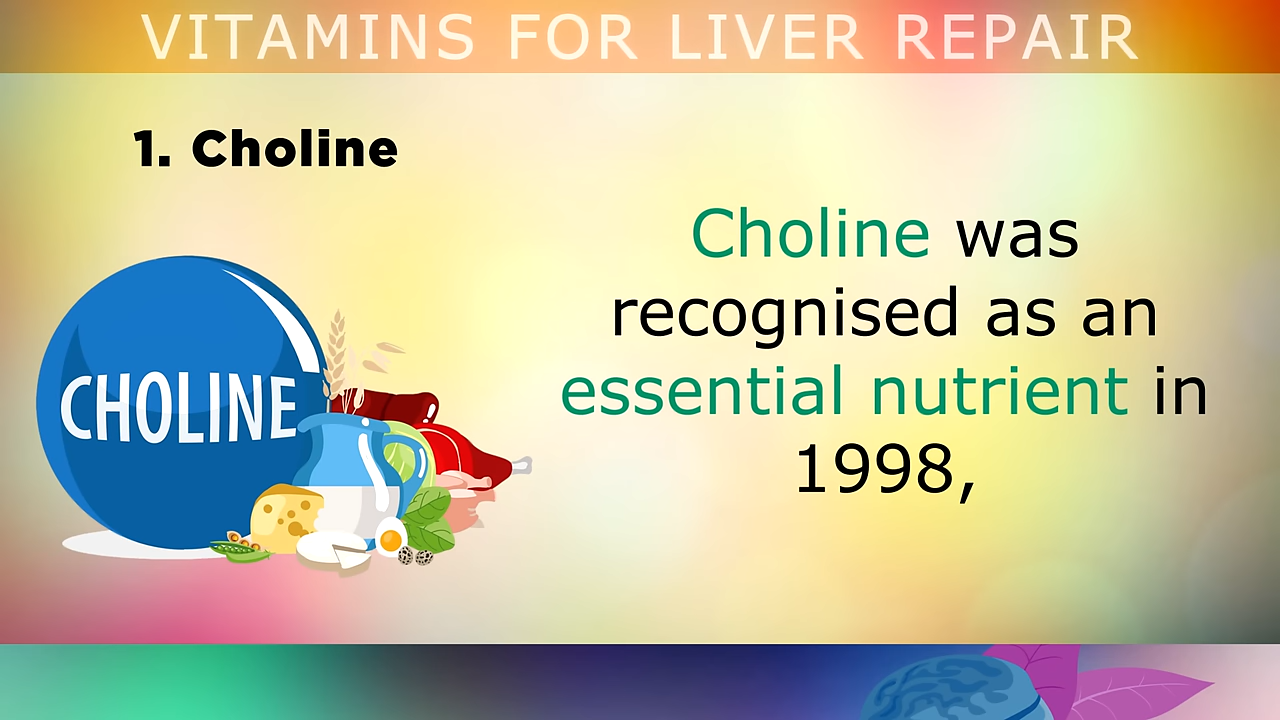 VITAMINS FOR LIVER REPAIR
1. Choline
CHOLINE
Choline was
recognised as an
essential nutrient in
1998,